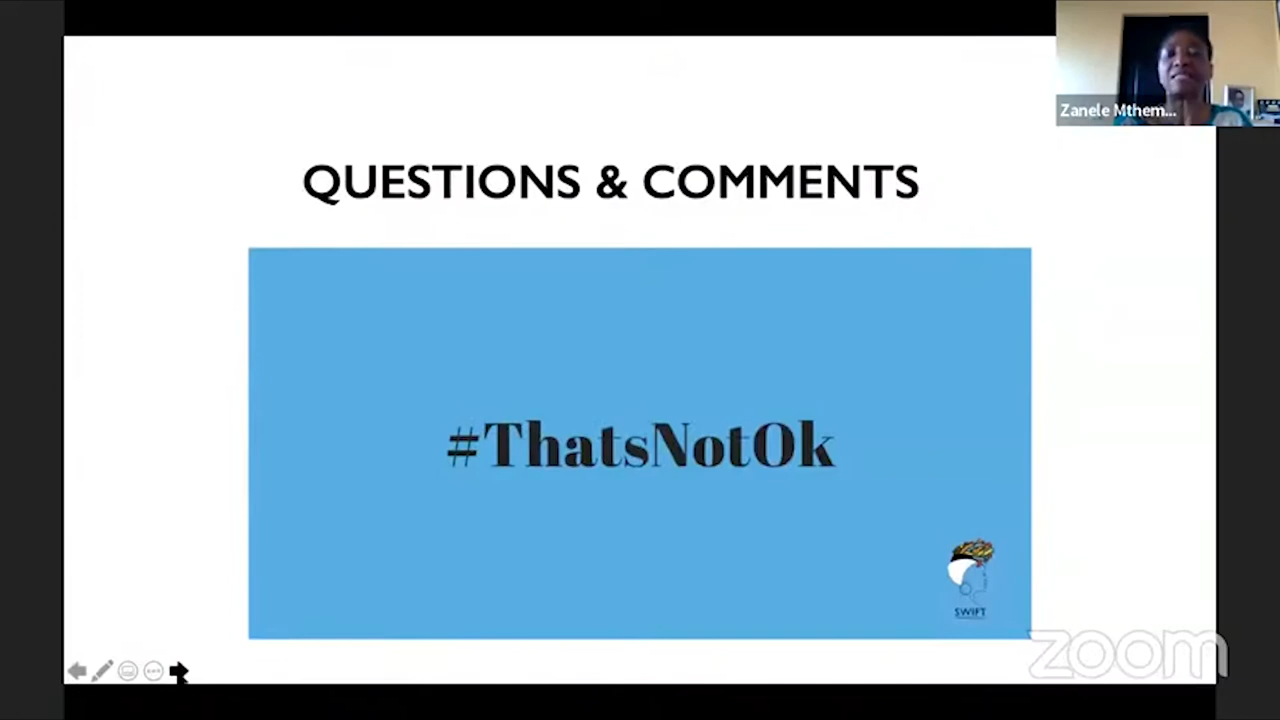 Zanele Mthem...
QUESTIONS & COMMENTS
#ThatsNotOk
SWIFT
zoom